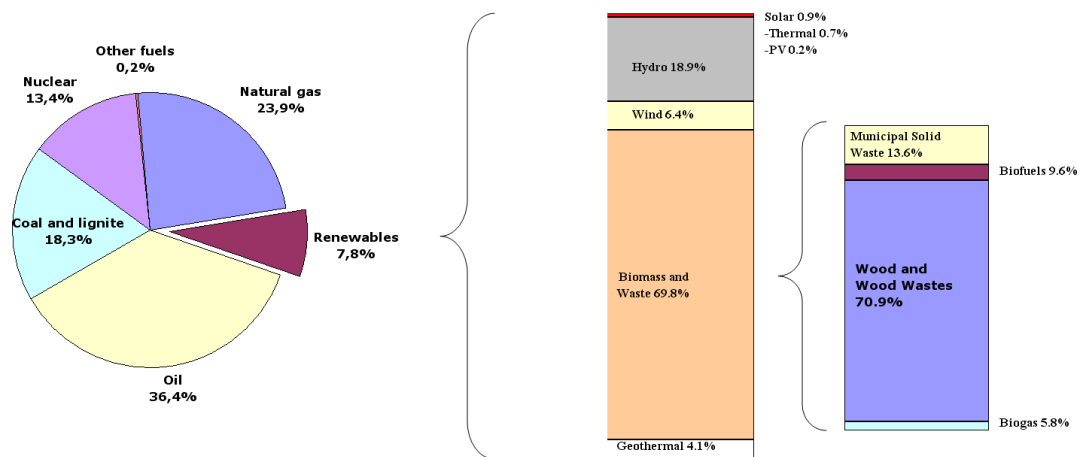 Other fuels
0,2%
Nuclear
13,4%
Natural gas
23,9%
Coal and lignite
18,3%
Renewables
7,8%
Oil
36,4%
Solar 0.9%
-Thermal 0.7%
-PV 0.2%
Hydro 18.9%
Wind 6.4%
Biomass and
Waste 69.8%
Geothermal 4.1%
Municipal Solid
Waste 13.6%
Biofuels 9.6%
Wood and
Wood Wastes
70.9%
Biogas 5.8%